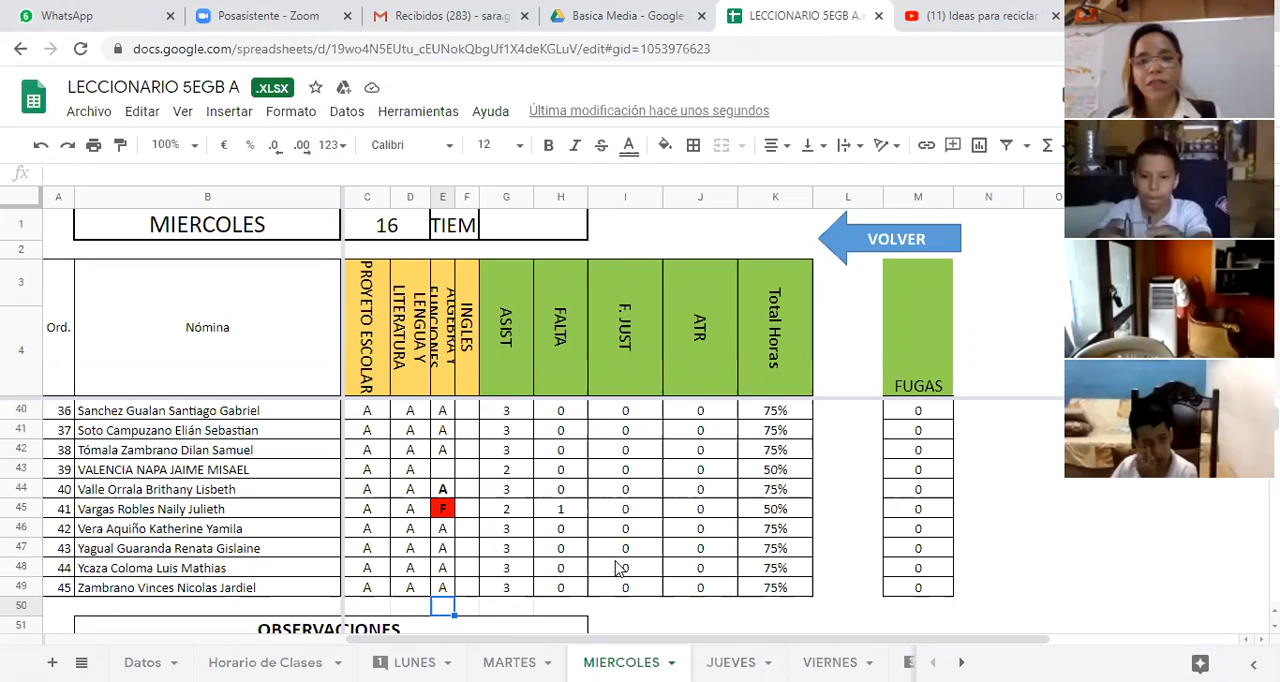 WhatsApp
Posasistente - Zoom
Recibidos (283) - sara.g
Basica Media - Google
LECCIONARIO 5EGB A.x
(11) Ideas para reciclar
docs.google.com/spreadsheets/d/19wo4N5EUtu_cEUNokQbgUf1X4deKGLuV/edit#gid=1053976623
LECCIONARIO 5EGB A .XLSX
Archivo Editar Ver Insertar Formato Datos Herramientas Ayuda Última modificación hace unos segundos
100% € % .0 .00 123 Calibri 12 B I S A Σ
fx
A B C D E F G H I J K L M N O
1 MIERCOLES 16 TIEM VOLVER
2
3
4
Ord. Nómina PROYETO ESCOLAR LENGUA Y LITERATURA ALGEBRA Y FUNCIONES INGLES ASIST FALTA F. JUST ATR Total Horas FUGAS
40 36 Sanchez Gualan Santiago Gabriel A A A 3 0 0 0 75% 0
41 37 Soto Campuzano Elián Sebastian A A A 3 0 0 0 75% 0
42 38 Tómala Zambrano Dilan Samuel A A A 3 0 0 0 75% 0
43 39 VALENCIA NAPA JAIME MISAEL A A 2 0 0 0 50% 0
44 40 Valle Orrala Brithany Lisbeth A A A 3 0 0 0 75% 0
45 41 Vargas Robles Naily Julieth A A F 2 1 0 0 50% 0
46 42 Vera Aquiño Katherine Yamila A A A 3 0 0 0 75% 0
47 43 Yagual Guaranda Renata Gislaine A A A 3 0 0 0 75% 0
48 44 Ycaza Coloma Luis Mathias A A A 3 0 0 0 75% 0
49 45 Zambrano Vinces Nicolas Jardiel A A A 3 0 0 0 75% 0
50
51 OBSERVACIONES
Datos Horario de Clases 1 LUNES MARTES MIERCOLES JUEVES VIERNES